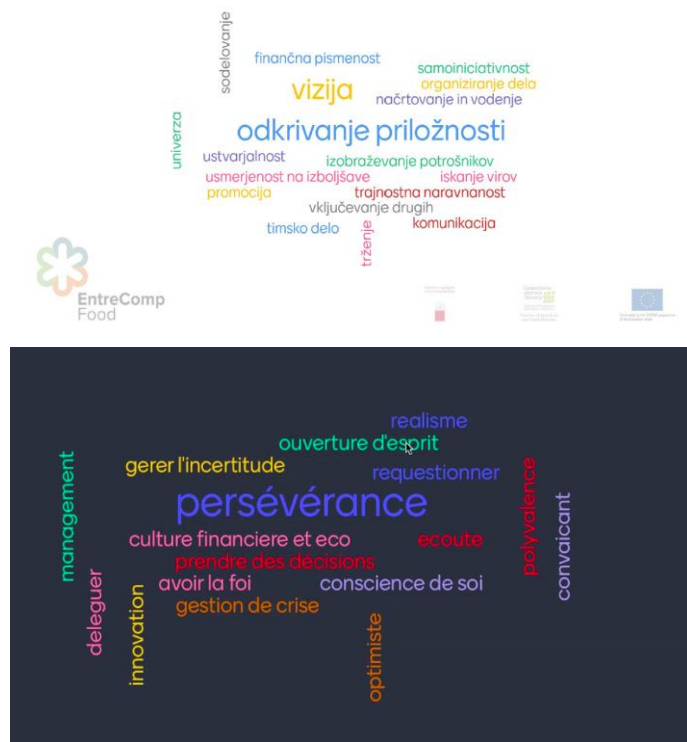 sodelovanje
finančna pismenost
samoiniciativnost
vizija
organiziranje dela
načrtovanje in vodenje
univerza
odkrivanje priložnosti
ustvarjalnost
izobraževanje potrošnikov
usmerjenost na izboljšave
iskanje virov
promocija
trajnostna naravnanost
vključevanje drugih
timsko delo
trženje
komunikacija
EntreComp
Food
realisme
ouverture d'esprit
gerer l'incertitude
requestionner
management
persévérance
polyvalence
convaicant
culture financiere et eco
ecoute
prendre des décisions
deleguer
avoir la foi
conscience de soi
innovation
gestion de crise
optimiste